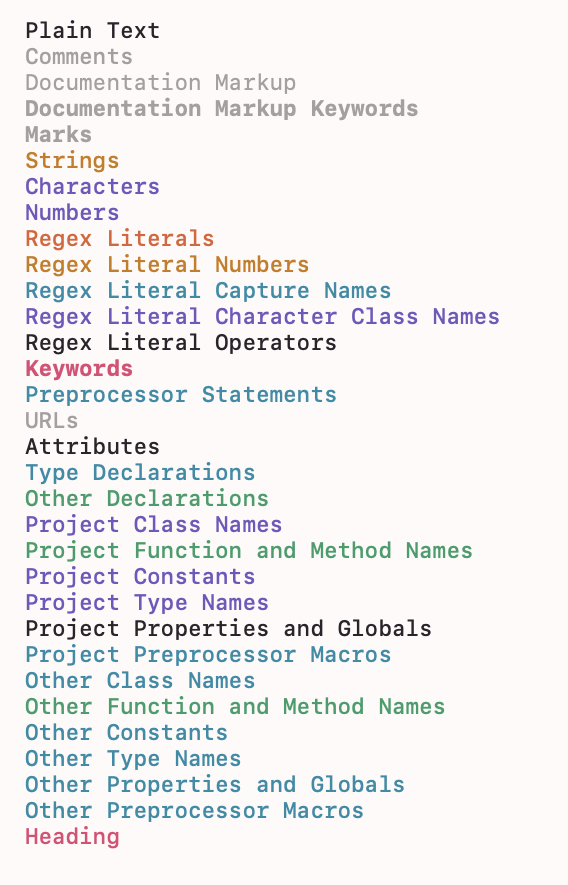 Plain Text
Comments
Documentation Markup
Documentation Markup Keywords
Marks
Strings
Characters
Numbers
Regex Literals
Regex Literal Numbers
Regex Literal Capture Names
Regex Literal Character Class Names
Regex Literal Operators
Keywords
Preprocessor Statements
URLs
Attributes
Type Declarations
Other Declarations
Project Class Names
Project Function and Method Names
Project Constants
Project Type Names
Project Properties and Globals
Project Preprocessor Macros
Other Class Names
Other Function and Method Names
Other Constants
Other Type Names
Other Properties and Globals
Other Preprocessor Macros
Heading